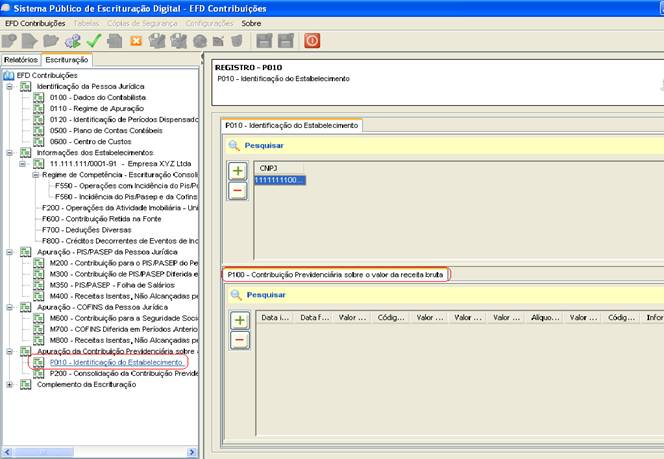 Sistema Público de Escrituração Digital - EFD Contribuições
EFD Contribuições Tabelas Cópias de Segurança Configurações Sobre
Relatórios Escrituração
EFD Contribuições
Identificação da Pessoa Jurídica
0100 - Dados do Contabilista
0110 - Regime de Apuração
0120 - Identificação de Períodos Dispensado
0500 - Plano de Contas Contábeis
0600 - Centro de Custos
Informações dos Estabelecimentos
11.111.111/0001-91 - Empresa XYZ Ltda
Regime de Competência - Escrituração Consoli
F550 - Operações com Incidência do Pis/P
F560 - Incidência do Pis/Pasep e da Cofins
F200 - Operações da Atividade Imobiliária - Uni
F600 - Contribuição Retida na Fonte
F700 - Deduções Diversas
F800 - Créditos Decorrentes de Eventos de Inc
Apuração - PIS/PASEP da Pessoa Jurídica
M200 - Contribuição para o PIS/PASEP do Pe
M300 - Contribuição de PIS/PASEP Diferida e
M350 - PIS/PASEP - Folha de Salários
M400 - Receitas Isentas, Não Alcançadas pe
Apuração - COFINS da Pessoa Jurídica
M600 - Contribuição para a Seguridade Soci
M700 - COFINS Diferida em Períodos Anterio
M800 - Receitas Isentas, Não Alcançadas pe
Apuração da Contribuição Previdenciária sobre
P010 - Identificação do Estabelecimento
P200 - Consolidação da Contribuição Previde
Complemento da Escrituração
REGISTRO - P010
P010 - Identificação do Estabelecimento
P010 - Identificação do Estabelecimento
Pesquisar
CNPJ
1111111100...
P100 - Contribuição Previdenciária sobre o valor da receita bruta
Pesquisar
Data i... Data f... Valor ... Códig... Valor ... Valor ... Valor ... Alíquo... Valor ... Códig... Infor